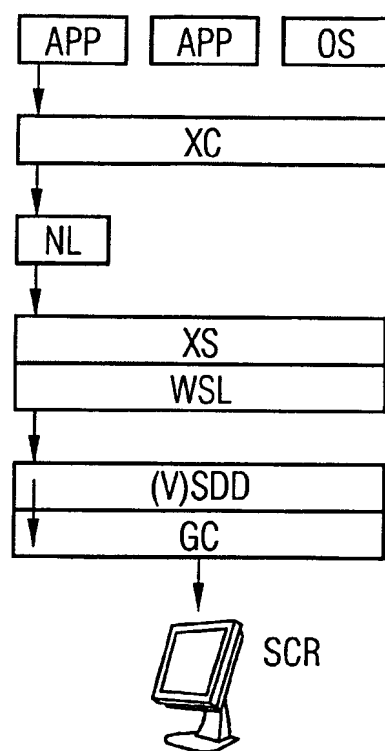 APP APP OS
XC
NL
XS
WSL
(V)SDD
GC
SCR